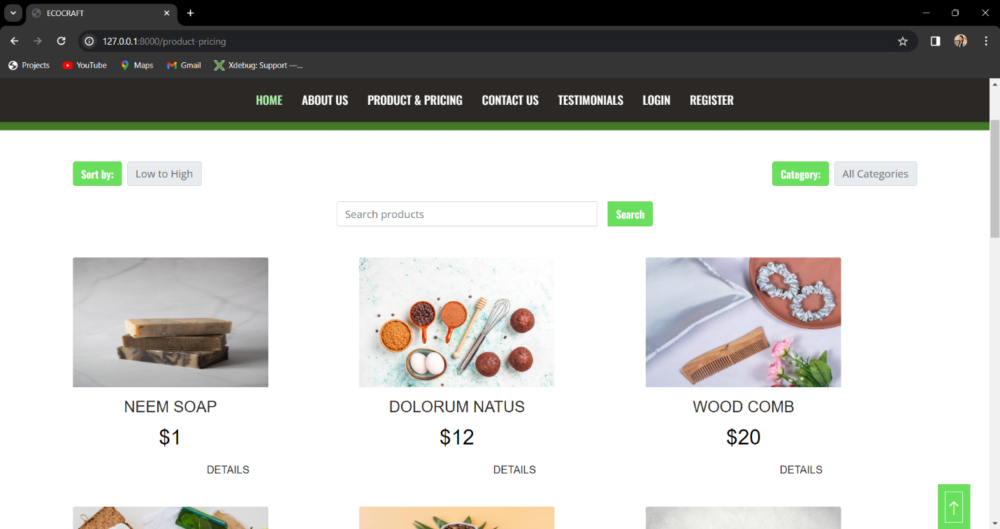 ECOCRAFT
127.0.0.1:8000/product-pricing
Projects YouTube Maps Gmail Xdebug: Support —...
HOME ABOUT US PRODUCT & PRICING CONTACT US TESTIMONIALS LOGIN REGISTER
Sort by: Low to High Category: All Categories
Search products Search
NEEM SOAP DOLORUM NATUS WOOD COMB
$1 $12 $20
DETAILS DETAILS DETAILS